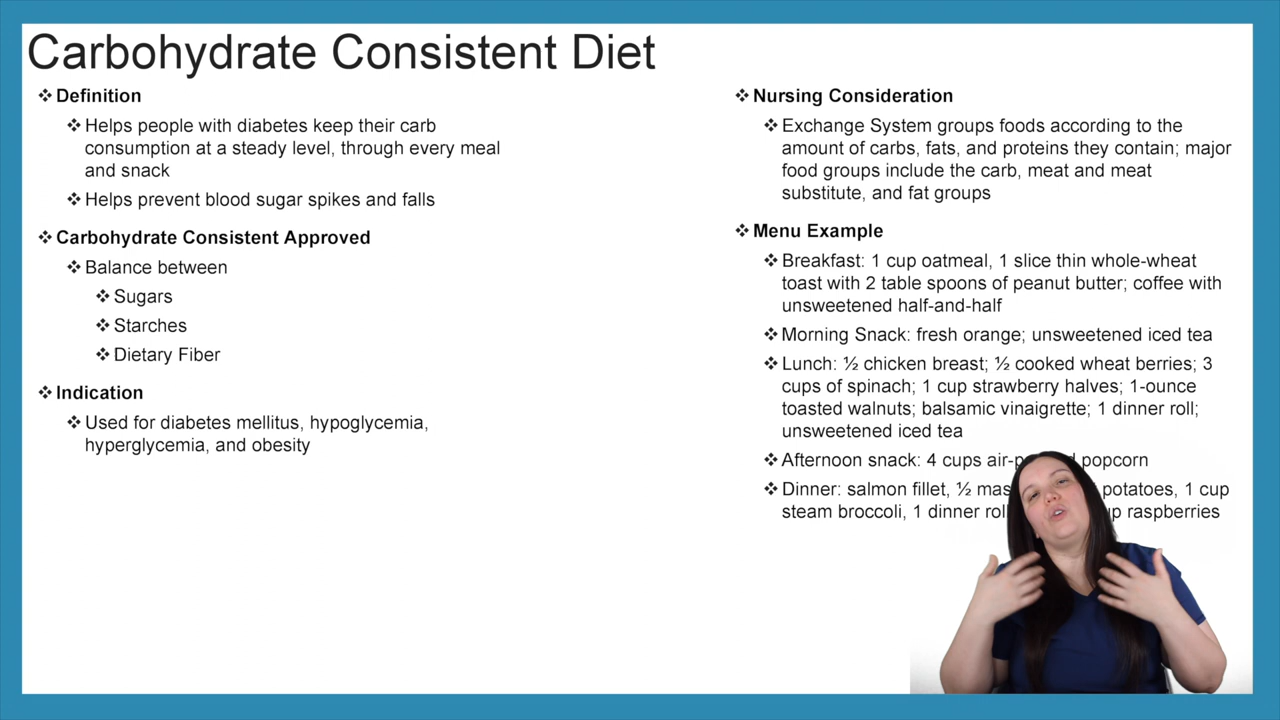 Carbohydrate Consistent Diet
❖ Definition
❖ Helps people with diabetes keep their carb
consumption at a steady level, through every meal
and snack
❖ Helps prevent blood sugar spikes and falls
❖ Carbohydrate Consistent Approved
❖ Balance between
❖ Sugars
❖ Starches
❖ Dietary Fiber
❖ Indication
❖ Used for diabetes mellitus, hypoglycemia,
hyperglycemia, and obesity
❖ Nursing Consideration
❖ Exchange System groups foods according to the
amount of carbs, fats, and proteins they contain; major
food groups include the carb, meat and meat
substitute, and fat groups
❖ Menu Example
❖ Breakfast: 1 cup oatmeal, 1 slice thin whole-wheat
toast with 2 table spoons of peanut butter; coffee with
unsweetened half-and-half
❖ Morning Snack: fresh orange; unsweetened iced tea
❖ Lunch: ½ chicken breast; ½ cooked wheat berries; 3
cups of spinach; 1 cup strawberry halves; 1-ounce
toasted walnuts; balsamic vinaigrette; 1 dinner roll;
unsweetened iced tea
❖ Afternoon snack: 4 cups popcorn
❖ Dinner: salmon fillet, ½ potatoes, 1 cup
steam broccoli, 1 dinner raspberries